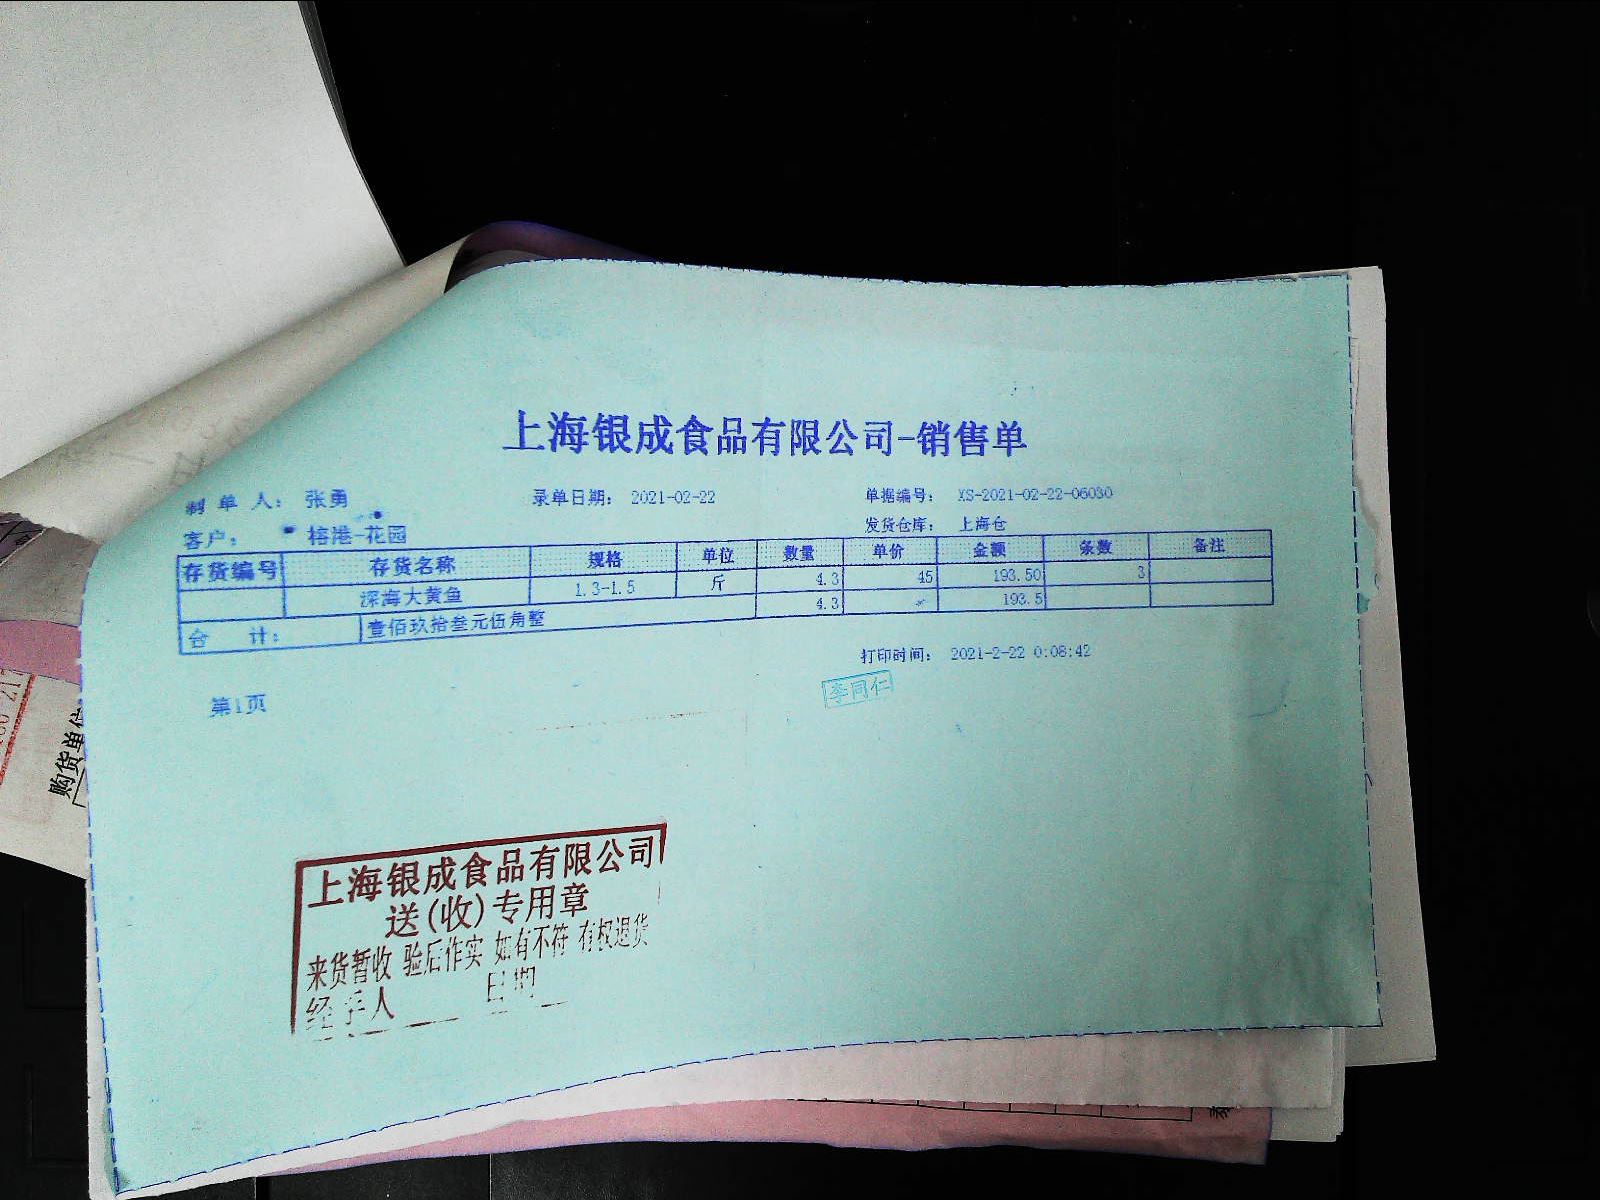 上海银成食品有限公司-销售单
制 单 人： 张勇 录单日期： 2021-02-22 单据编号： XS-2021-02-22-06030
客户： 榕港-花园 发货仓库： 上海仓
存货编号 存货名称 规格 单位 数量 单价 金额 条数 备注
深海大黄鱼 1.3-1.5 斤 4.3 45 193.50 3
合 计： 壹佰玖拾叁元伍角整 4.3 193.5
打印时间： 2021-2-22 0:08:42
李同仁
第1页
上海银成食品有限公司
送(收)专用章
来货暂收 验后作实 如有不符 有权退货
经手人 日期
购货单位